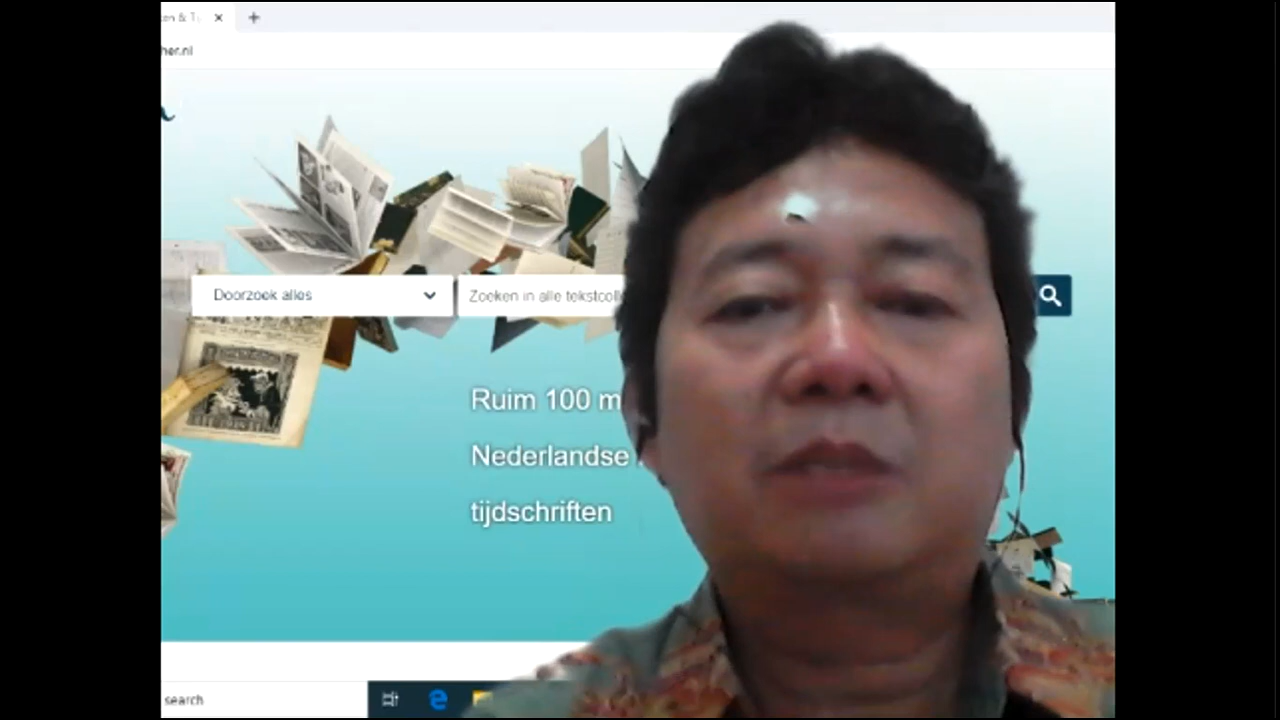 her.nl
Doorzoek alles
Zoeken in alle tekstcoll
Ruim 100 m
Nederlandse
tijdschriften
search